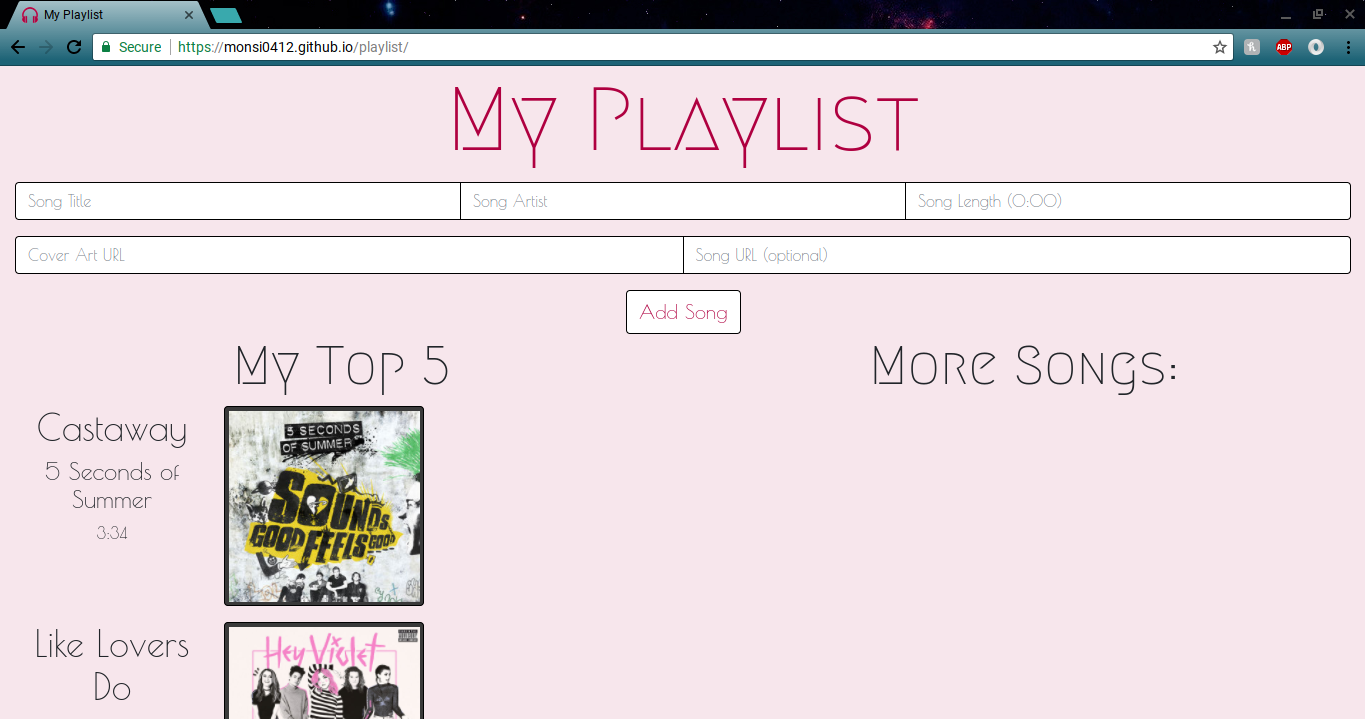 My Playlist
Secure https://monsi0412.github.io/playlist/
ABP
My Playlist
Song Title
Song Artist
Song Length (0:00)
Cover Art URL
Song URL (optional)
Add Song
My Top 5
More Songs:
Castaway
5 Seconds of
Summer
3:34
5 SECONDS
OF SUMMER
SOUNDS
GOOD FEELS GOOD
Like Lovers
Do
HEY VIOLET